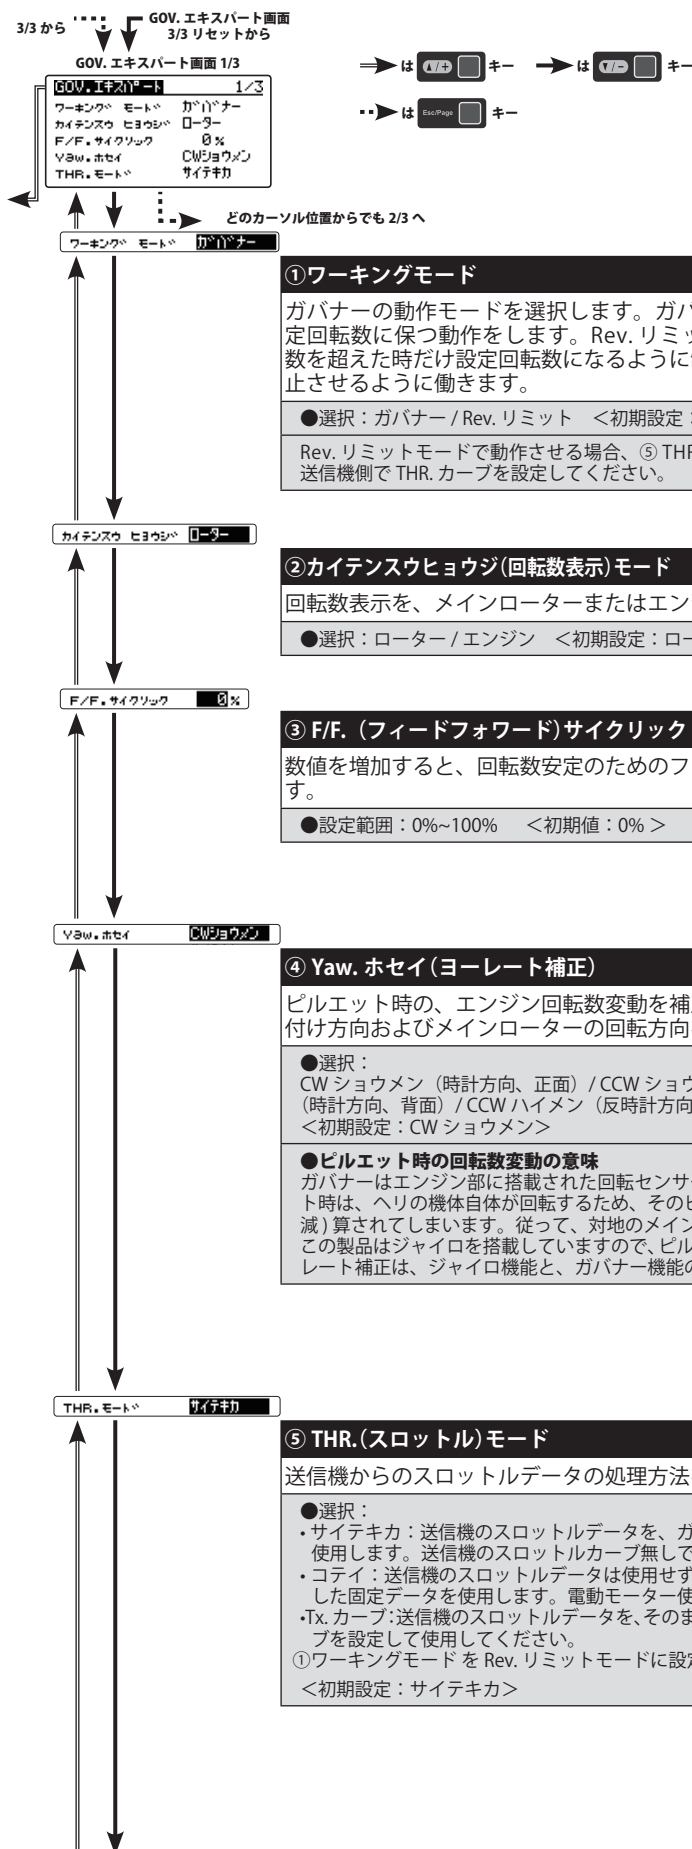 3/3 から
GOV. エキスパート画面
3/3 リセットから
GOV. エキスパート画面 1/3
GOV.エキスパート 1/3
ワーキング モード ガバナー
カイテンスウ ヒョウジ ローター
F/F.サイクリック 0%
Yaw.ホセイ CWショウメン
THR.モード サイテキカ
は ▲/+ キー
は ▼/− キー
は Esc/Page キー
どのカーソル位置からでも 2/3 へ
ワーキング モード ガバナー
①ワーキングモード
ガバナーの動作モードを選択します。ガバ
定回転数に保つ動作をします。Rev. リミッ
数を超えた時だけ設定回転数になるように
止させるように働きます。
●選択：ガバナー / Rev. リミット ＜初期設定：
Rev. リミットモードで動作させる場合、⑤ THR
送信機側で THR. カーブを設定してください。
カイテンスウ ヒョウジ ローター
②カイテンスウヒョウジ(回転数表示)モード
回転数表示を、メインローターまたはエン
●選択：ローター / エンジン ＜初期設定：ロー
F/F.サイクリック 0%
③ F/F.（フィードフォワード）サイクリック
数値を増加すると、回転数安定のためのフ
す。
●設定範囲：0%~100% ＜初期値：0% ＞
Yaw.ホセイ CWショウメン
④ Yaw. ホセイ（ヨーレート補正）
ピルエット時の、エンジン回転数変動を補
付け方向およびメインローターの回転方向
●選択：
CW ショウメン（時計方向、正面）/ CCW ショウ
（時計方向、背面）/ CCW ハイメン（反時計方向
＜初期設定：CW ショウメン＞
●ピルエット時の回転数変動の意味
ガバナーはエンジン部に搭載された回転センサ
ト時は、ヘリの機体自体が回転するため、そのピ
減 ) 算されてしまいます。従って、対地のメイン
この製品はジャイロを搭載していますので、ピル
レート補正は、ジャイロ機能と、ガバナー機能の
THR.モード サイテキカ
⑤ THR.（スロットル）モード
送信機からのスロットルデータの処理方法
●選択：
・サイテキカ：送信機のスロットルデータを、ガ
使用します。送信機のスロットルカーブ無しで
・コテイ：送信機のスロットルデータは使用せず
した固定データを使用します。電動モーター使
・Tx. カーブ：送信機のスロットルデータを、そのま
ブを設定して使用してください。
①ワーキングモード を Rev. リミットモードに設定
＜初期設定：サイテキカ＞